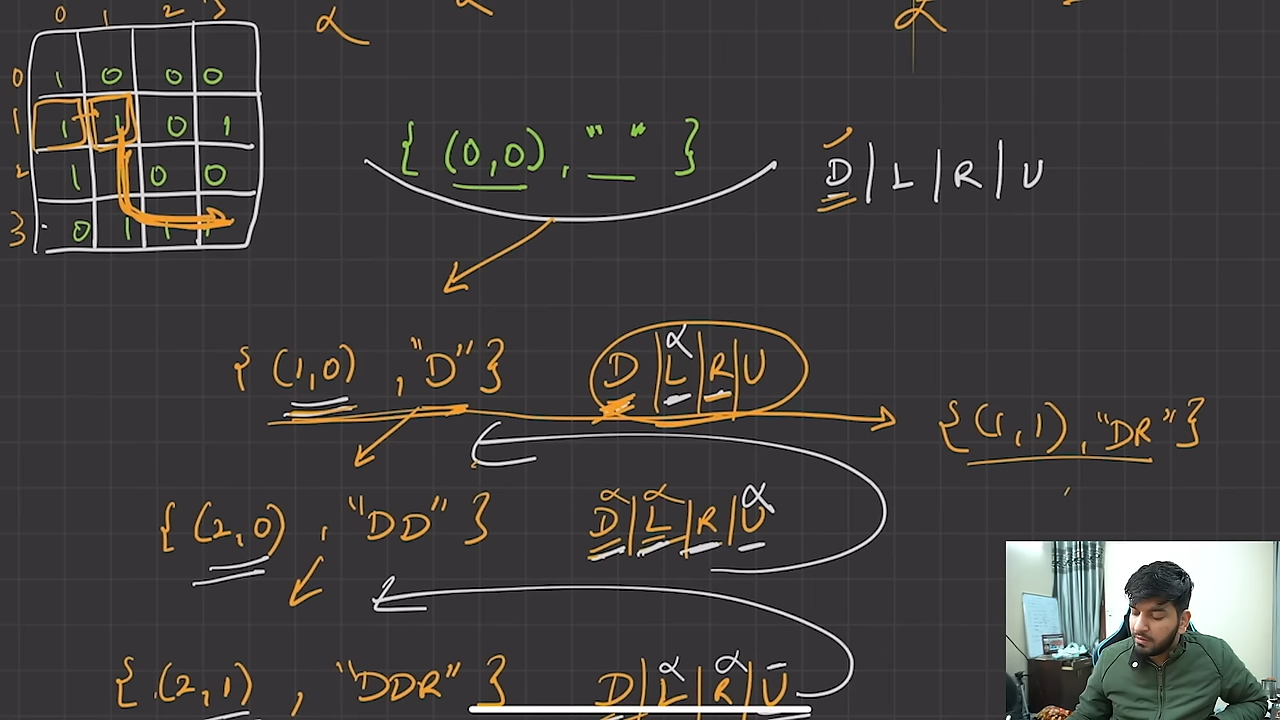 0 1 2 3
0 1 0 0 0
1 1 1 0 1
2 1 0 0
3 0 1 1 1
{ (0,0) , " " }
D | L | R | U
{ (1,0) , "D" }
D | L | R | U
{ (1,1) , "DR" }
{ (2,0) , "DD" }
D | L | R | U
{ (2,1) , "DDR" }
D | L | R | U